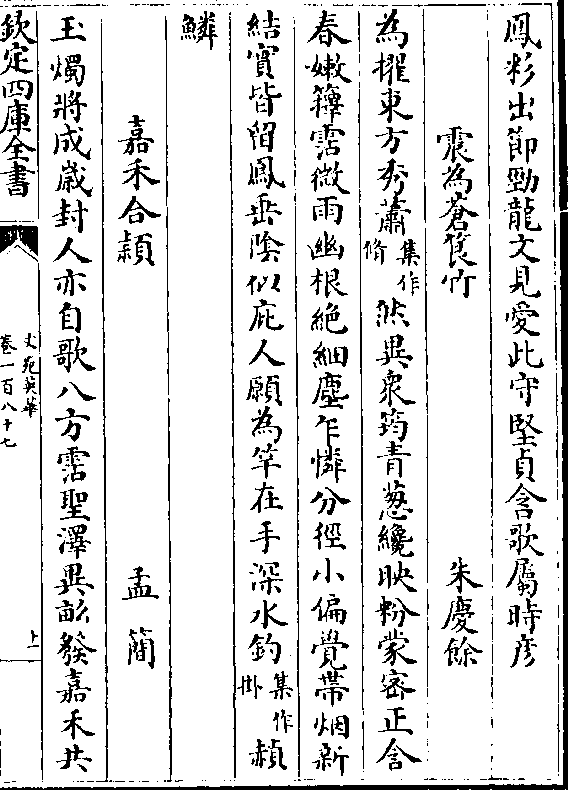 鳳彩出節勁龍文見愛此守堅貞含歌屬時彦
震為蒼筤竹 朱慶餘
為擢東方秀蕭集作脩然異衆筠青葱纔映粉蒙密正含
春嫩籜霑微雨幽根絶細塵乍憐分徑小偏覺帯烟新
結實皆留鳳垂陰似庇人願為竿在手深水釣集作掛赬
鱗
嘉禾合穎 孟簡
玉燭將成歳封人亦自歌八方霑聖澤異畝發嘉禾共
欽定四庫全書
文苑英華
卷一百八十七
十一